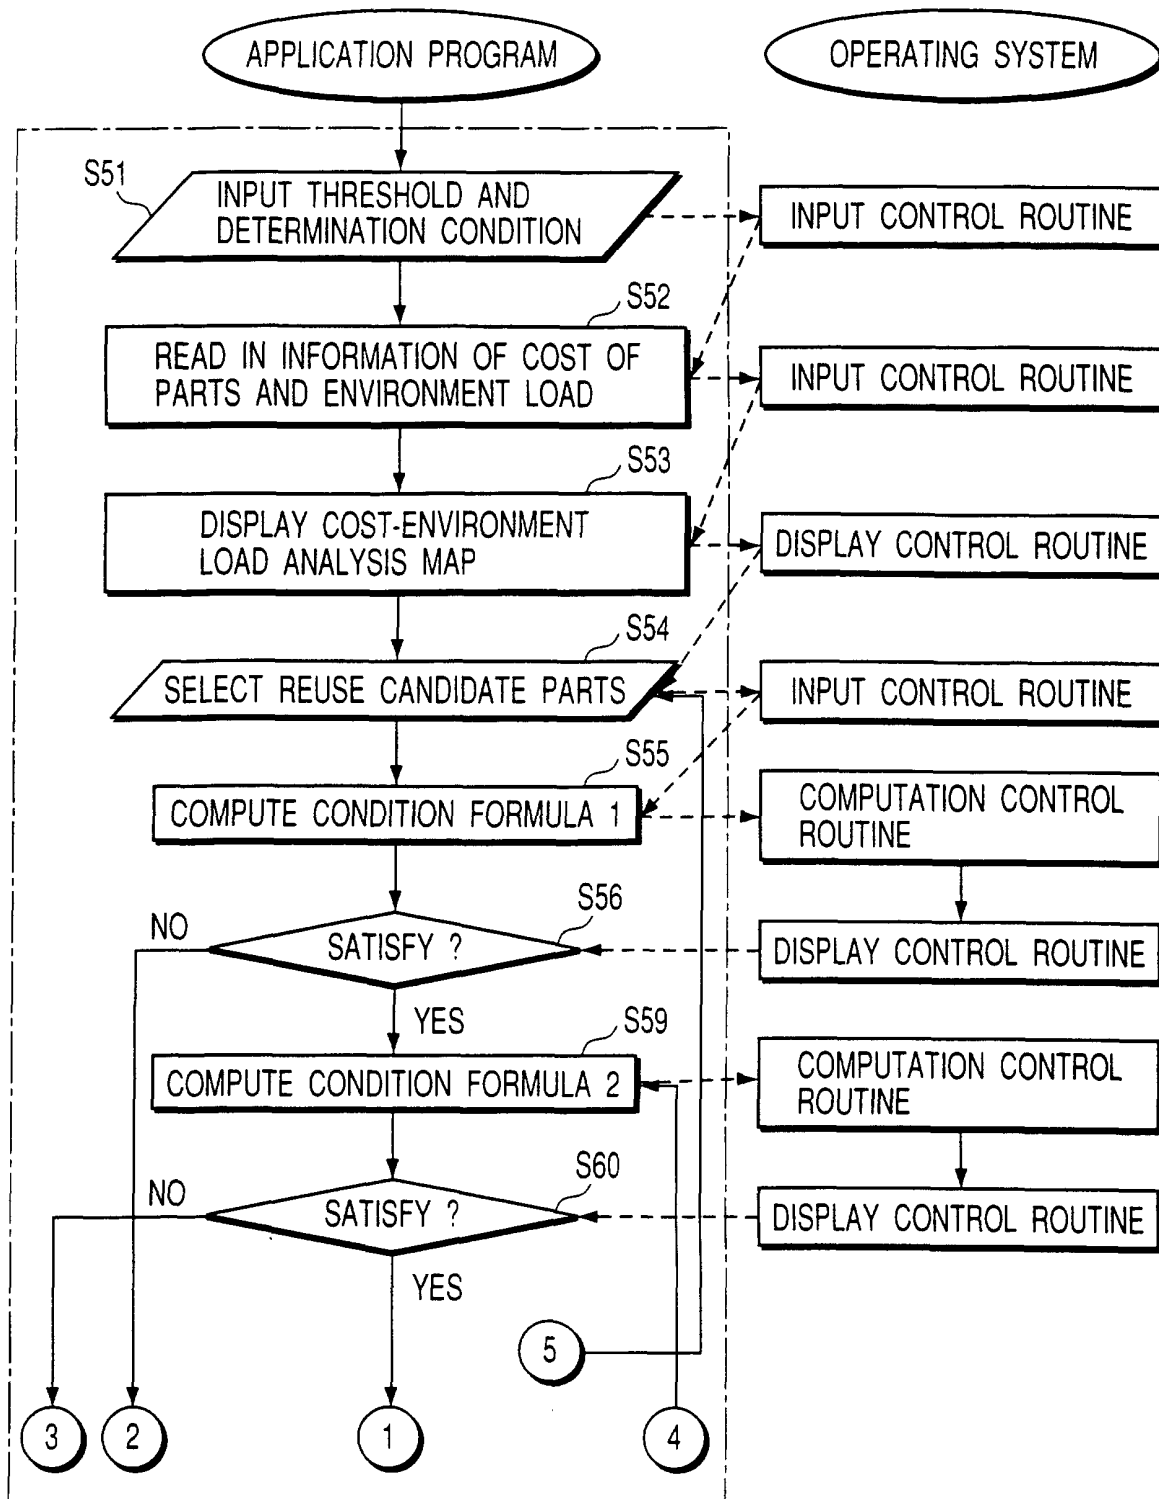 APPLICATION PROGRAM
OPERATING SYSTEM
S51
INPUT THRESHOLD AND
DETERMINATION CONDITION
INPUT CONTROL ROUTINE
S52
READ IN INFORMATION OF COST OF
PARTS AND ENVIRONMENT LOAD
INPUT CONTROL ROUTINE
S53
DISPLAY COST-ENVIRONMENT
LOAD ANALYSIS MAP
DISPLAY CONTROL ROUTINE
S54
SELECT REUSE CANDIDATE PARTS
INPUT CONTROL ROUTINE
S55
COMPUTE CONDITION FORMULA 1
COMPUTATION CONTROL
ROUTINE
S56
NO
SATISFY ?
DISPLAY CONTROL ROUTINE
YES
S59
COMPUTE CONDITION FORMULA 2
COMPUTATION CONTROL
ROUTINE
S60
NO
SATISFY ?
DISPLAY CONTROL ROUTINE
YES
5
3
2
1
4